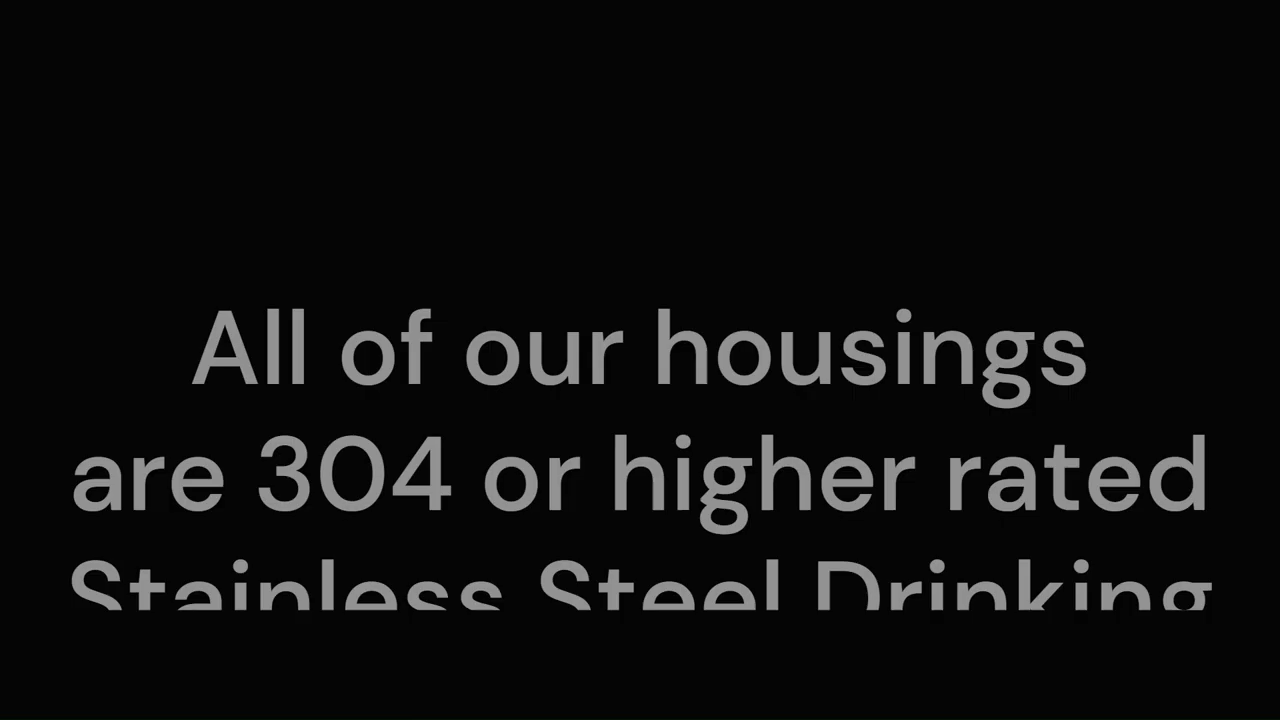 All of our housings
are 304 or higher rated
Stainless Steel Drinking